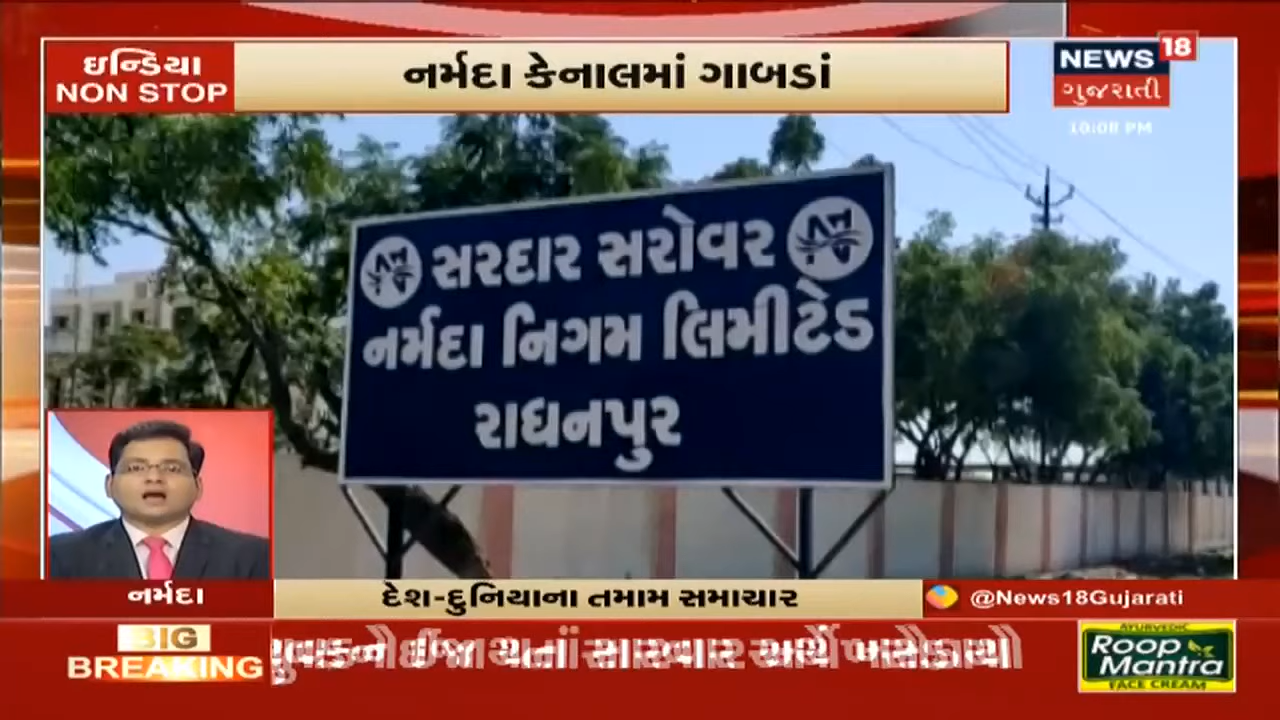 ઇન્ડિયા
NON STOP
નર્મદા કેનાલમાં ગાબડાં
NEWS 18
ગુજરાતી
10:08 PM
સરદાર સરોવર
નર્મદા નિગમ લિમીટેડ
રાધનપુર
નર્મદા
દેશ-દુનિયાના તમામ સમાચાર
@News18Gujarati
BIG
BREAKING
સારવાર અર્થે ખસેડાયો
AYURVEDIC
Roop
Mantra
FACE CREAM